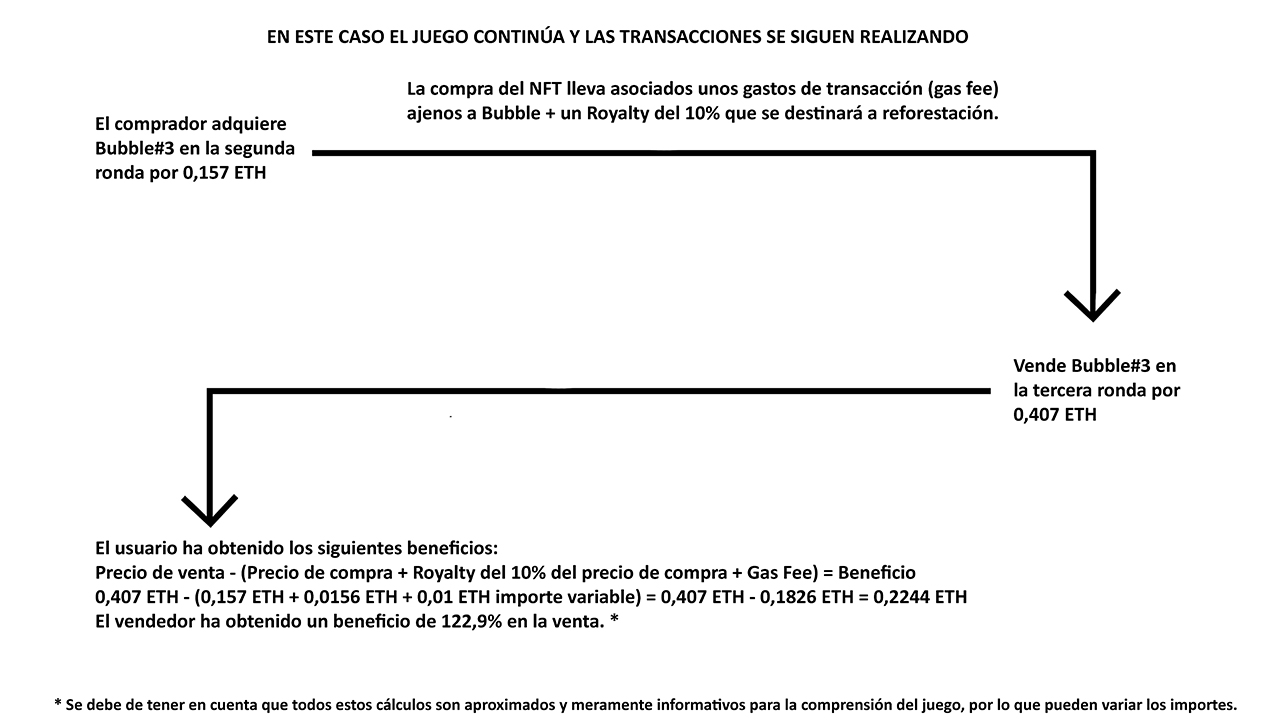 EN ESTE CASO EL JUEGO CONTINÚA Y LAS TRANSACCIONES SE SIGUEN REALIZANDO
La compra del NFT lleva asociados unos gastos de transacción (gas fee)
ajenos a Bubble + un Royalty del 10% que se destinará a reforestación.
El comprador adquiere
Bubble#3 en la segunda
ronda por 0,157 ETH
Vende Bubble#3 en
la tercera ronda por
0,407 ETH
El usuario ha obtenido los siguientes beneficios:
Precio de venta - (Precio de compra + Royalty del 10% del precio de compra + Gas Fee) = Beneficio
0,407 ETH - (0,157 ETH + 0,0156 ETH + 0,01 ETH importe variable) = 0,407 ETH - 0,1826 ETH = 0,2244 ETH
El vendedor ha obtenido un beneficio de 122,9% en la venta. *
* Se debe de tener en cuenta que todos estos cálculos son aproximados y meramente informativos para la comprensión del juego, por lo que pueden variar los importes.